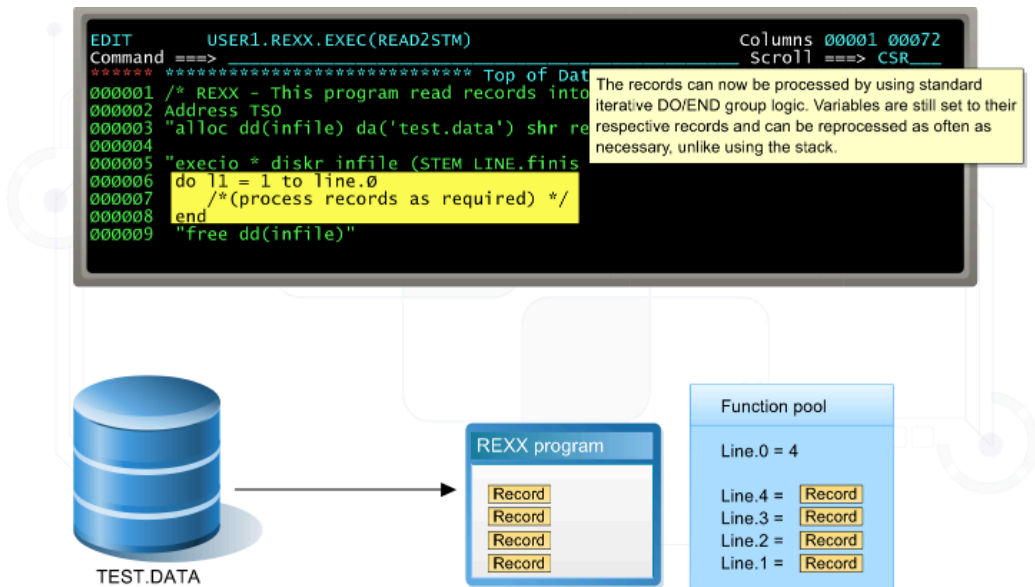 EDIT USER1.REXX.EXEC(READ2STM) Columns 00001 00072
Command ===> Scroll ===> CSR
****** **************************** Top of Dat
000001 /* REXX - This program read records into
000002 Address TSO
000003 "alloc dd(infile) da('test.data') shr re
000004
000005 "execio * diskr infile (STEM LINE.finis
000006 do l1 = 1 to line.0
000007 /*(process records as required) */
000008 end
000009 "free dd(infile)"
The records can now be processed by using standard
iterative DO/END group logic. Variables are still set to their
respective records and can be reprocessed as often as
necessary, unlike using the stack.
TEST.DATA
REXX program
Record
Record
Record
Record
Function pool
Line.0 = 4
Line.4 = Record
Line.3 = Record
Line.2 = Record
Line.1 = Record